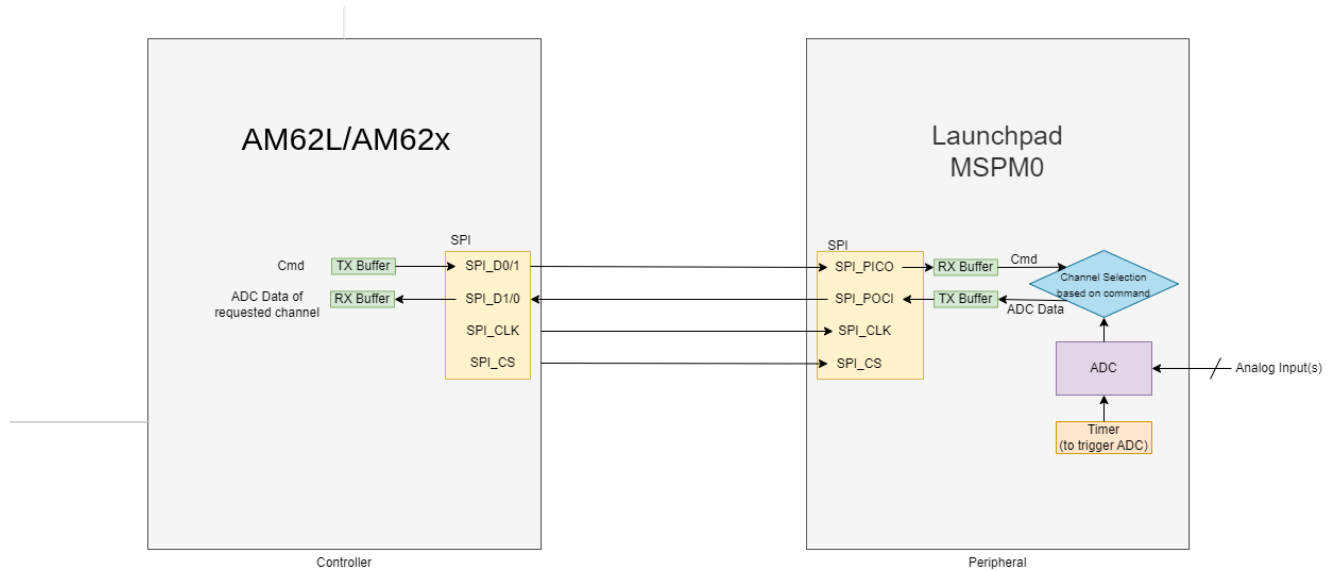 AM62L/AM62x
SPI
Cmd
TX Buffer
SPI_D0/1
ADC Data of
requested channel
RX Buffer
SPI_D1/0
SPI_CLK
SPI_CS
Controller
Launchpad
MSPM0
SPI
SPI_PICO
RX Buffer
Cmd
SPI_POCI
TX Buffer
ADC Data
Channel Selection
based on command
SPI_CLK
SPI_CS
ADC
Analog Input(s)
Timer
(to trigger ADC)
Peripheral